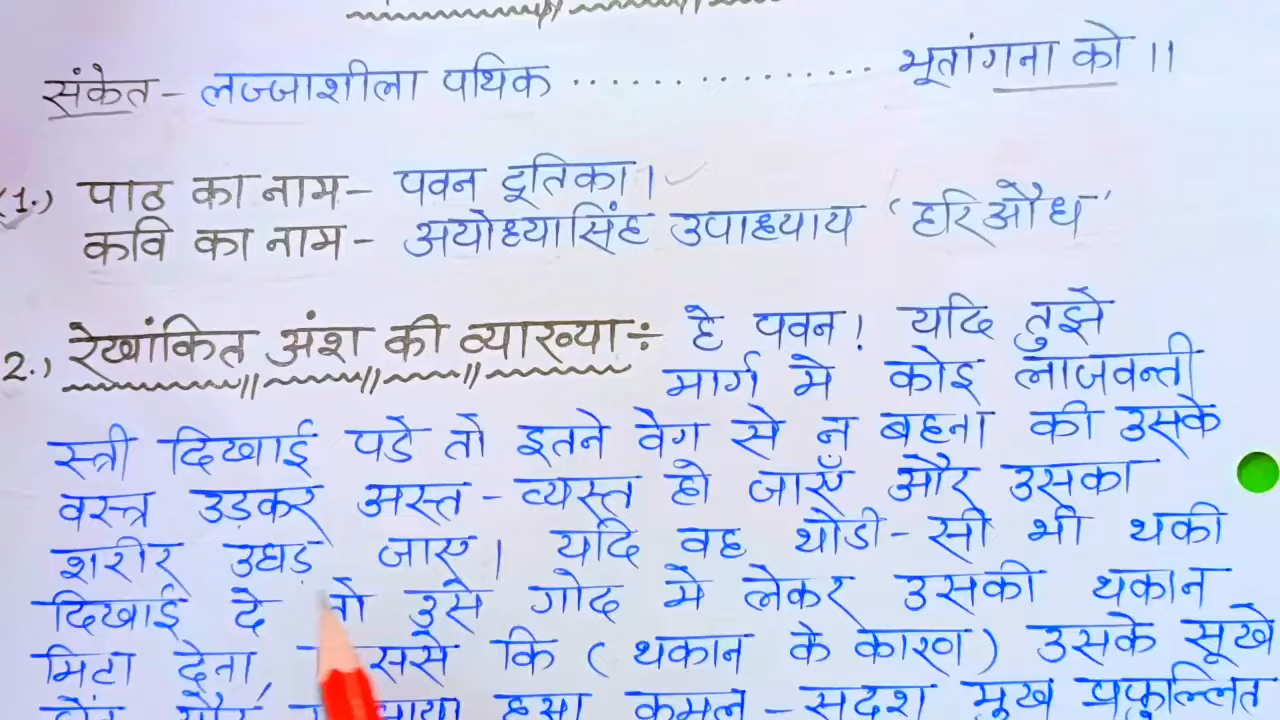 संकेत - लज्जाशीला पथिक ................ भूतांगना को ।।
(1.) पाठ का नाम - पवन दूतिका।
कवि का नाम - अयोध्यासिंह उपाध्याय 'हरिऔध'
2.) रेखांकित अंश की व्याख्या ÷ हे पवन! यदि तुझे
मार्ग मे कोइ लाजवन्ती
स्त्री दिखाई पडे तो इतने वेग से न बहना की उसके
वस्त्र उड़कर अस्त-व्यस्त हो जाएँ और उसका
शरीर उघड़ जाए। यदि वह थोडी-सी भी थकी
दिखाई दे तो उसे गोद मे लेकर उसकी थकान
मिटा देना, ससे कि (थकान के कारण) उसके सूखे
हुआ कमल-सदृश मुख प्रफुल्लित